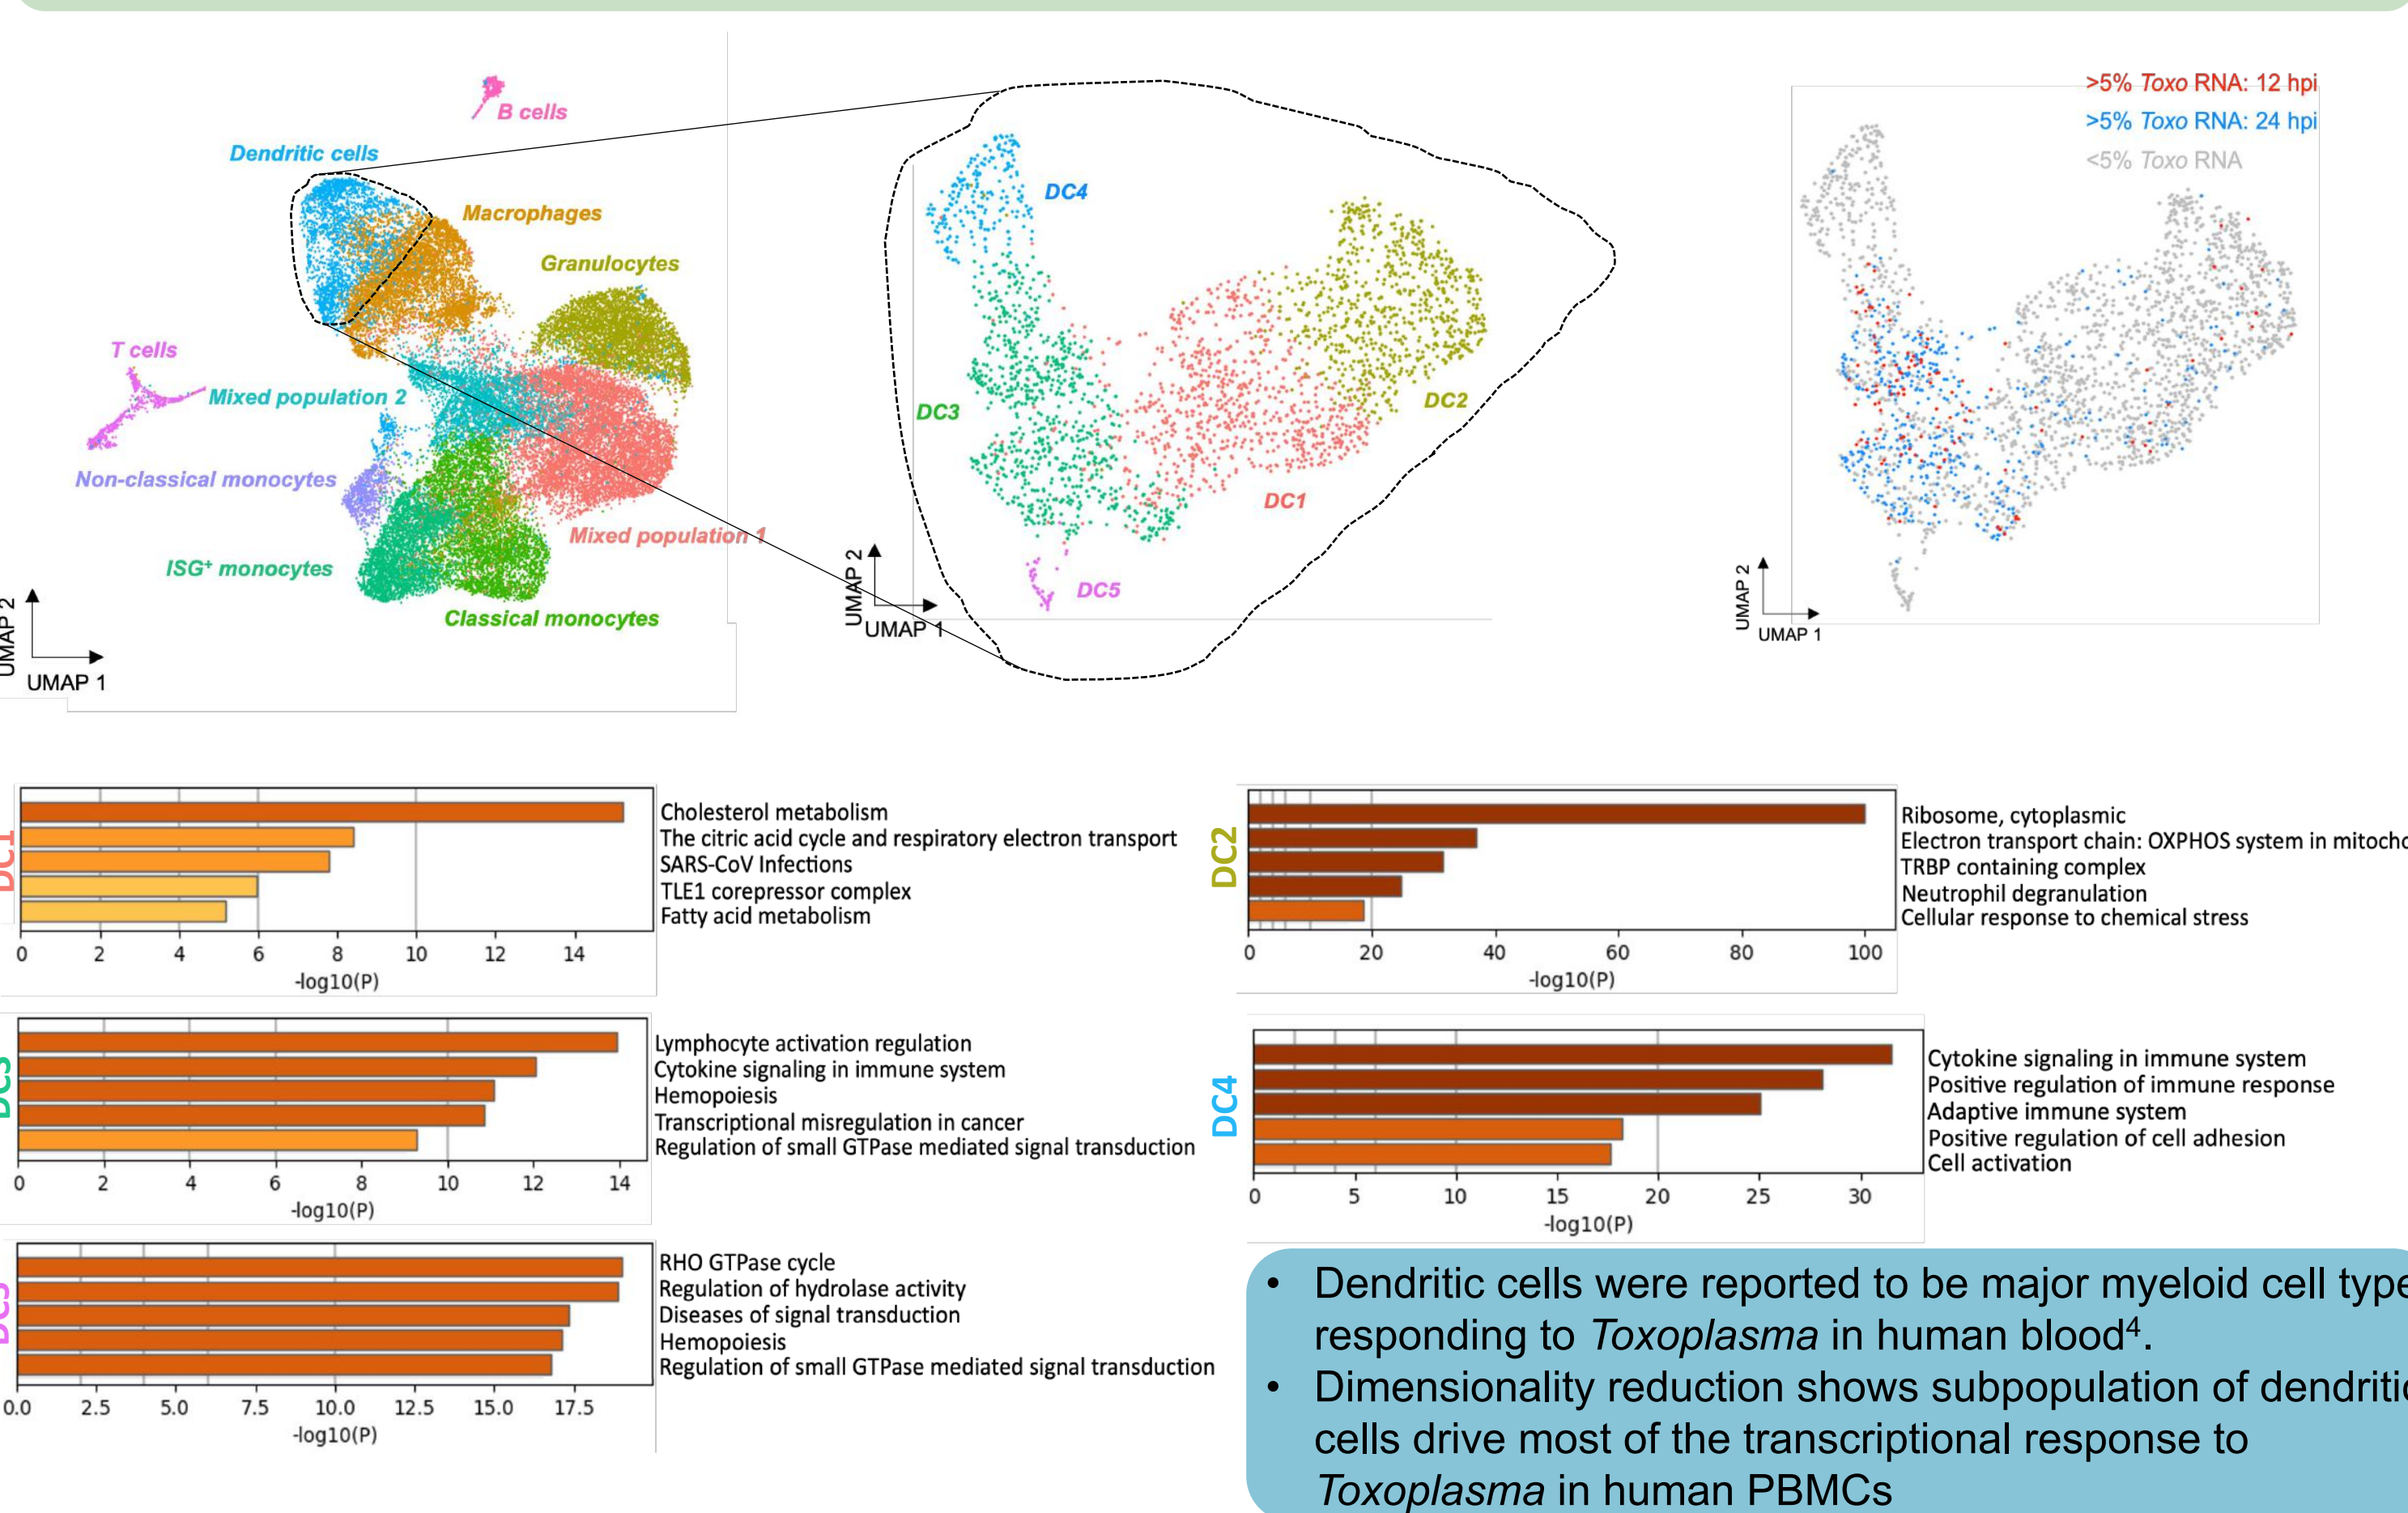 B cells
Dendritic cells
Macrophages
Granulocytes
T cells
Mixed population 2
Non-classical monocytes
Mixed population 1
ISG⁺ monocytes
Classical monocytes
UMAP 2
UMAP 1
DC4
DC3
DC2
DC1
DC5
UMAP 2
UMAP 1
>5% Toxo RNA: 12 hpi
>5% Toxo RNA: 24 hpi
<5% Toxo RNA
UMAP 2
UMAP 1
DC1
Cholesterol metabolism
The citric acid cycle and respiratory electron transport
SARS-CoV Infections
TLE1 corepressor complex
Fatty acid metabolism
0 2 4 6 8 10 12 14
-log10(P)
DC2
Ribosome, cytoplasmic
Electron transport chain: OXPHOS system in mitocho
TRBP containing complex
Neutrophil degranulation
Cellular response to chemical stress
0 20 40 60 80 100
-log10(P)
DC3
Lymphocyte activation regulation
Cytokine signaling in immune system
Hemopoiesis
Transcriptional misregulation in cancer
Regulation of small GTPase mediated signal transduction
0 2 4 6 8 10 12 14
-log10(P)
DC4
Cytokine signaling in immune system
Positive regulation of immune response
Adaptive immune system
Positive regulation of cell adhesion
Cell activation
0 5 10 15 20 25 30
-log10(P)
DC5
RHO GTPase cycle
Regulation of hydrolase activity
Diseases of signal transduction
Hemopoiesis
Regulation of small GTPase mediated signal transduction
0.0 2.5 5.0 7.5 10.0 12.5 15.0 17.5
-log10(P)
• Dendritic cells were reported to be major myeloid cell type
responding to Toxoplasma in human blood⁴.
• Dimensionality reduction shows subpopulation of dendritic
cells drive most of the transcriptional response to
Toxoplasma in human PBMCs